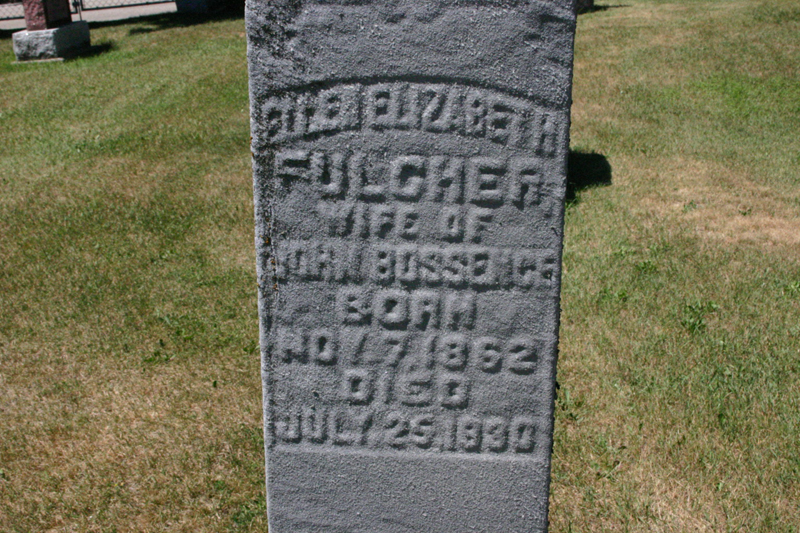 ELIZABETH
FULCHER
WIFE OF
JOHN BOSSENCE
BORN
NOV. 7, 1862
DIED
JULY 25, 1930